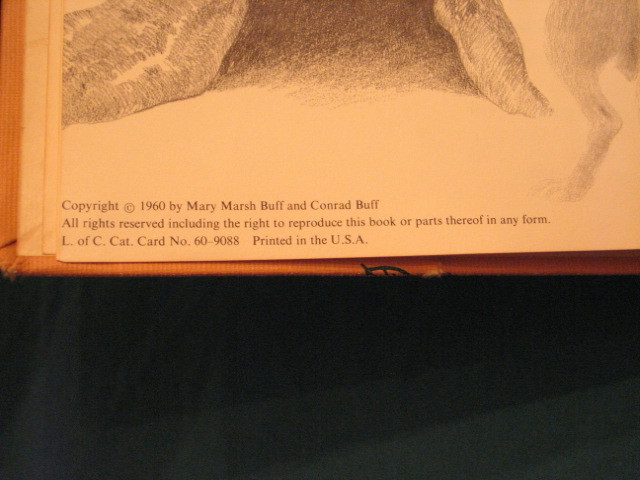 Copyright © 1960 by Mary Marsh Buff and Conrad Buff
All rights reserved including the right to reproduce this book or parts thereof in any form.
L. of C. Cat. Card No. 60-9088 Printed in the U.S.A.